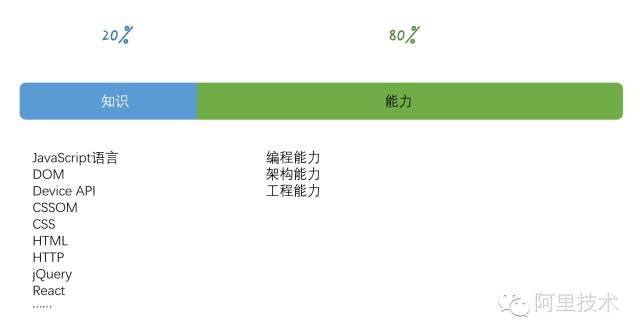 20%
80%
知识
能力
JavaScript语言
DOM
Device API
CSSOM
CSS
HTML
HTTP
jQuery
React
……
编程能力
架构能力
工程能力
阿里技术